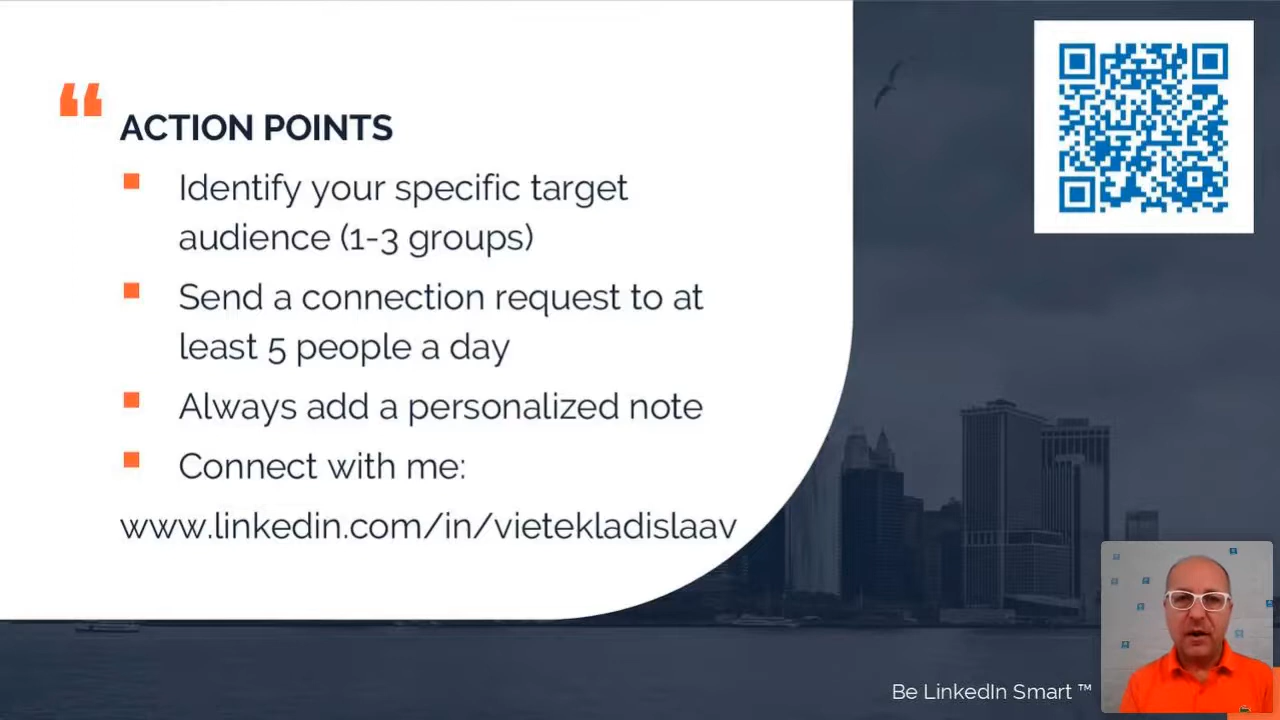 ACTION POINTS
Identify your specific target
audience (1-3 groups)
Send a connection request to at
least 5 people a day
Always add a personalized note
Connect with me:
www.linkedin.com/in/vietekladislaav
Be LinkedIn Smart ™